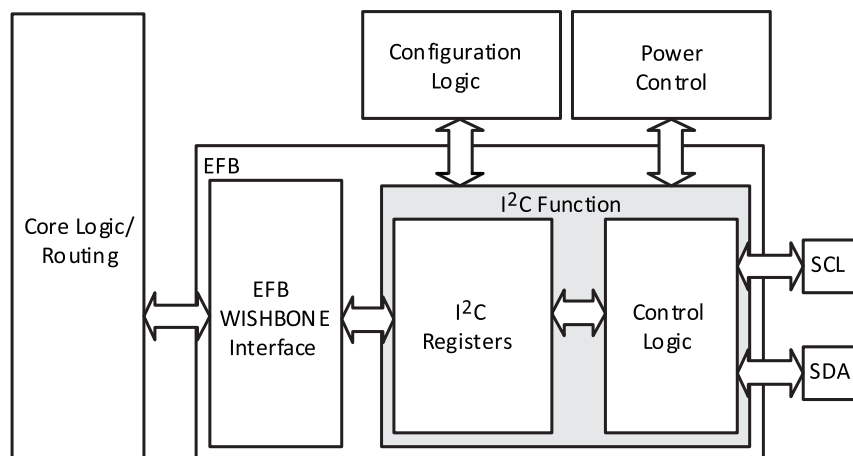 Configuration
Logic
Power
Control
EFB
I²C Function
Core Logic/
Routing
EFB
WISHBONE
Interface
I²C
Registers
Control
Logic
SCL
SDA